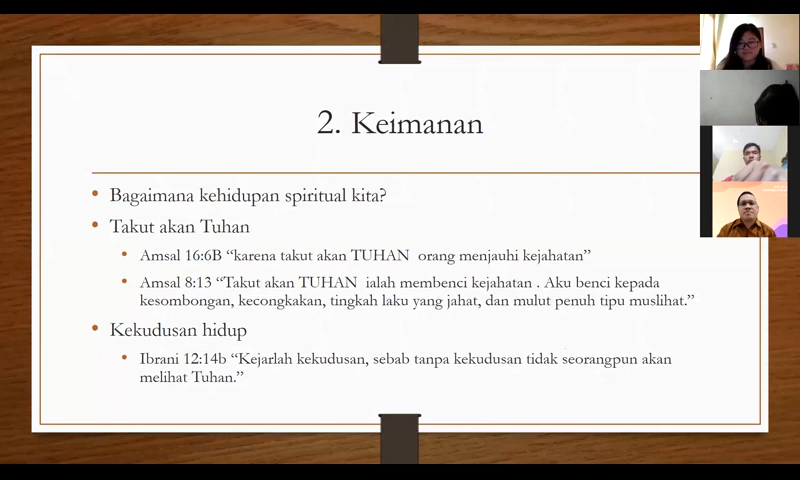 2. Keimanan
Bagaimana kehidupan spiritual kita?
Takut akan Tuhan
Amsal 16:6B “karena takut akan TUHAN orang menjauhi kejahatan”
Amsal 8:13 “Takut akan TUHAN ialah membenci kejahatan . Aku benci kepada
kesombongan, kecongkakan, tingkah laku yang jahat, dan mulut penuh tipu muslihat.”
Kekudusan hidup
Ibrani 12:14b “Kejarlah kekudusan, sebab tanpa kekudusan tidak seorangpun akan
melihat Tuhan.”